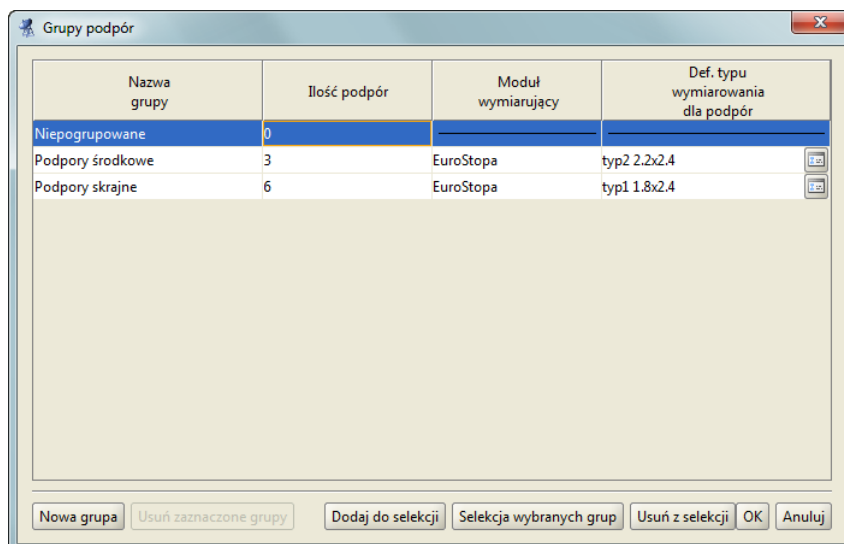 Grupy podpór
Nazwa
grupy
Ilość podpór
Moduł
wymiarujący
Def. typu
wymiarowania
dla podpór
Niepogrupowane 0
Podpory środkowe 3 EuroStopa typ2 2.2x2.4
Podpory skrajne 6 EuroStopa typ1 1.8x2.4
Nowa grupa Usuń zaznaczone grupy Dodaj do selekcji Selekcja wybranych grup Usuń z selekcji OK Anuluj